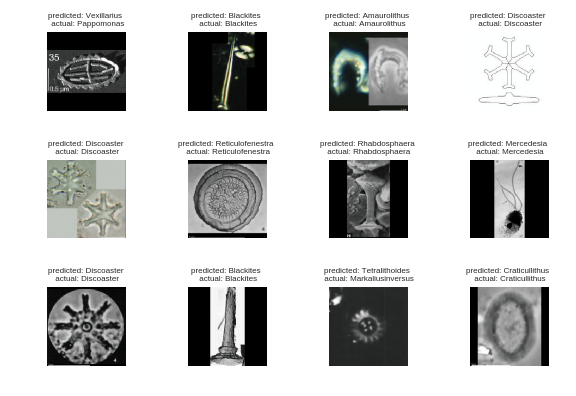 predicted: Vexillarius
actual: Pappomonas
predicted: Blackites
actual: Blackites
predicted: Amaurolithus
actual: Amaurolithus
predicted: Discoaster
actual: Discoaster
35
0.5 µm
predicted: Discoaster
actual: Discoaster
predicted: Reticulofenestra
actual: Reticulofenestra
predicted: Rhabdosphaera
actual: Rhabdosphaera
predicted: Mercedesia
actual: Mercedesia
predicted: Discoaster
actual: Discoaster
predicted: Blackites
actual: Blackites
predicted: Tetralithoides
actual: Markaliusinversus
predicted: Craticullithus
actual: Craticullithus
4